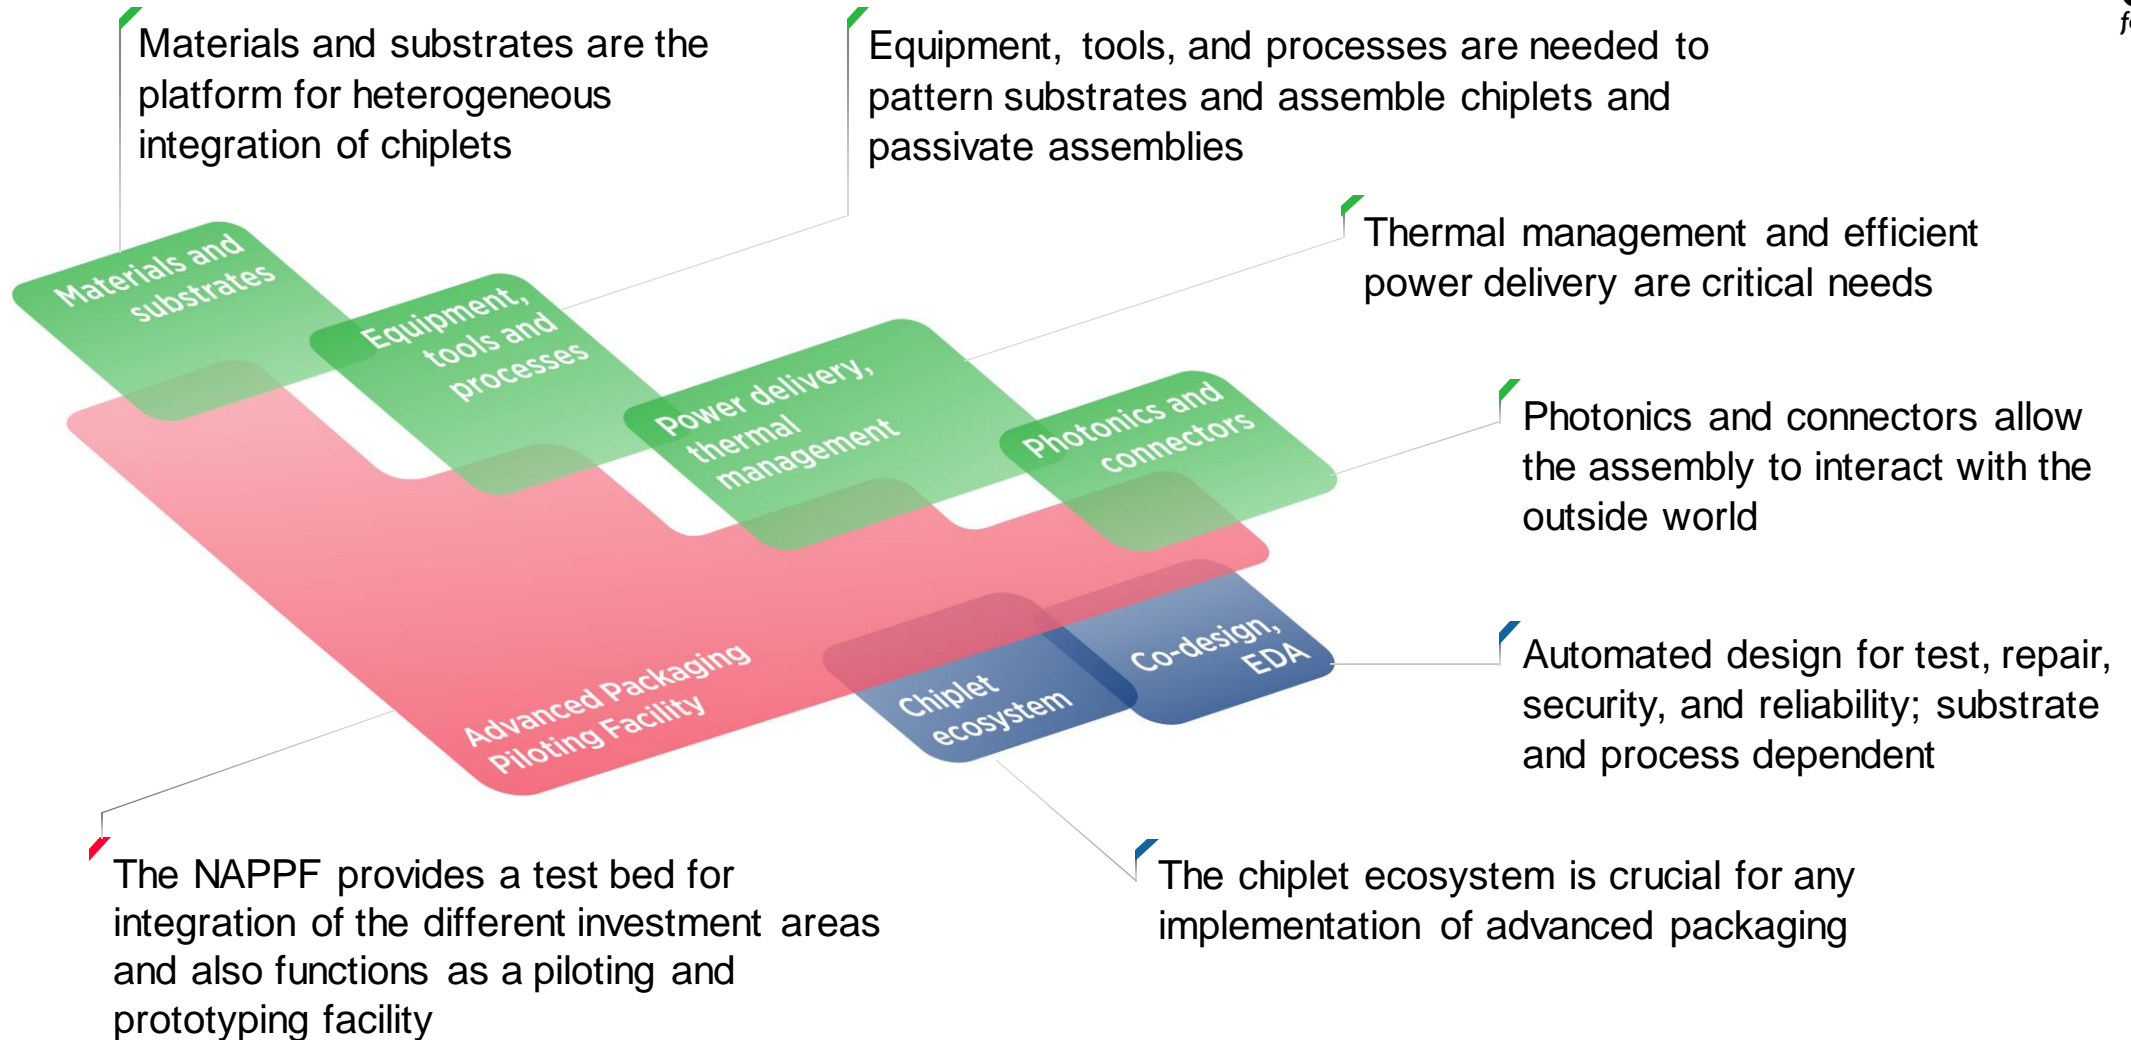 Materials and substrates are the
platform for heterogeneous
integration of chiplets
Equipment, tools, and processes are needed to
pattern substrates and assemble chiplets and
passivate assemblies
Thermal management and efficient
power delivery are critical needs
Photonics and connectors allow
the assembly to interact with the
outside world
Automated design for test, repair,
security, and reliability; substrate
and process dependent
Materials and
substrates
Equipment,
tools and
processes
Power delivery,
thermal
management
Photonics and
connectors
Advanced Packaging
Piloting Facility
Chiplet
ecosystem
Co-design,
EDA
The NAPPF provides a test bed for
integration of the different investment areas
and also functions as a piloting and
prototyping facility
The chiplet ecosystem is crucial for any
implementation of advanced packaging